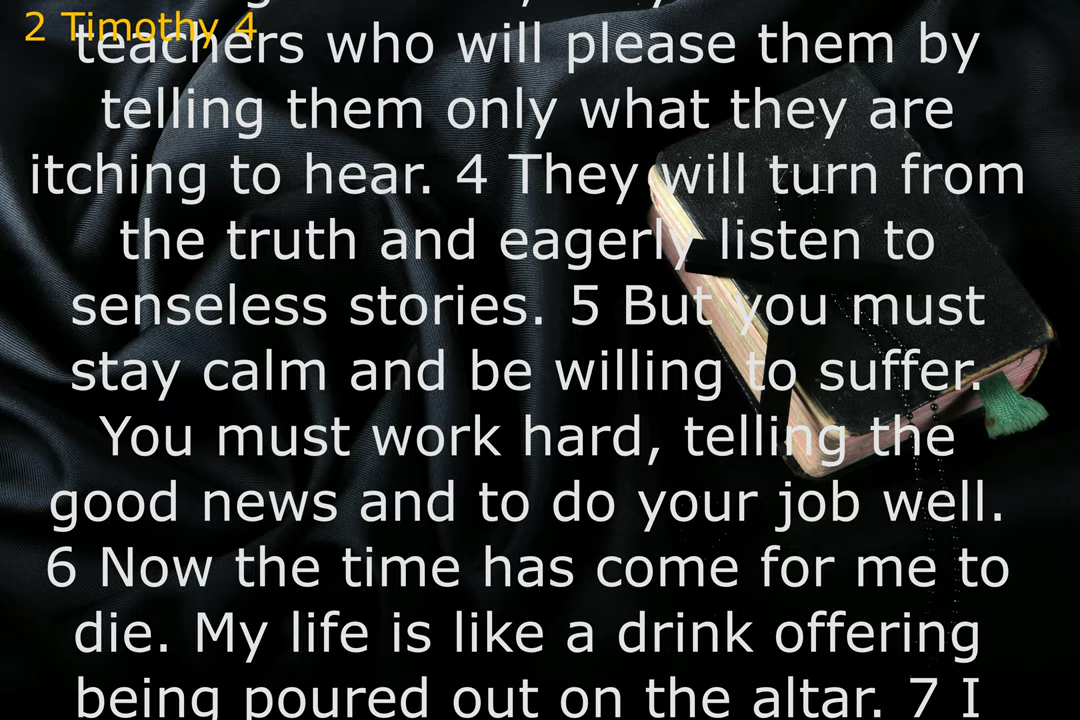 2 Timothy 4
teachers who will please them by
telling them only what they are
itching to hear. 4 They will turn from
the truth and eagerly listen to
senseless stories. 5 But you must
stay calm and be willing to suffer.
You must work hard, telling the
good news and to do your job well.
6 Now the time has come for me to
die. My life is like a drink offering
being poured out on the altar. 7 I